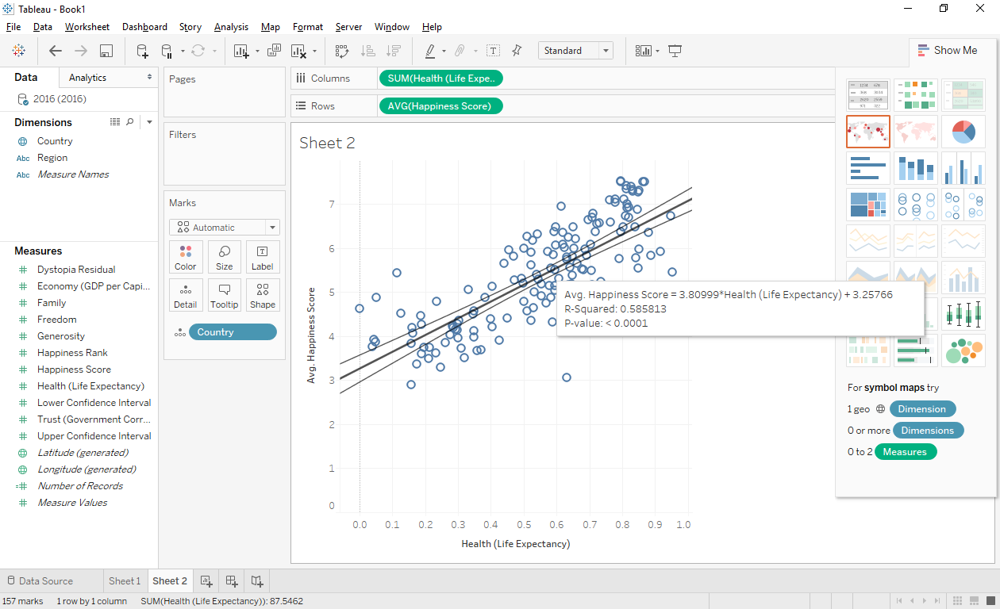 Tableau - Book1
File Data Worksheet Dashboard Story Analysis Map Format Server Window Help
Standard
Show Me
Data Analytics
2016 (2016)
Dimensions
Country
Region
Measure Names
Measures
Dystopia Residual
Economy (GDP per Capi...
Family
Freedom
Generosity
Happiness Rank
Happiness Score
Health (Life Expectancy)
Lower Confidence Interval
Trust (Government Corr...
Upper Confidence Interval
Latitude (generated)
Longitude (generated)
Number of Records
Measure Values
Pages
Filters
Marks
Automatic
Color Size Label
Detail Tooltip Shape
Country
Columns SUM(Health (Life Expe..
Rows AVG(Happiness Score)
Sheet 2
Avg. Happiness Score
7
6
5
4
3
2
1
0
0.0 0.1 0.2 0.3 0.4 0.5 0.6 0.7 0.8 0.9 1.0
Health (Life Expectancy)
Avg. Happiness Score = 3.80999*Health (Life Expectancy) + 3.25766
R-Squared: 0.585813
P-value: < 0.0001
For symbol maps try
1 geo Dimension
0 or more Dimensions
0 to 2 Measures
Data Source Sheet 1 Sheet 2
157 marks 1 row by 1 column SUM(Health (Life Expectancy)): 87.5462